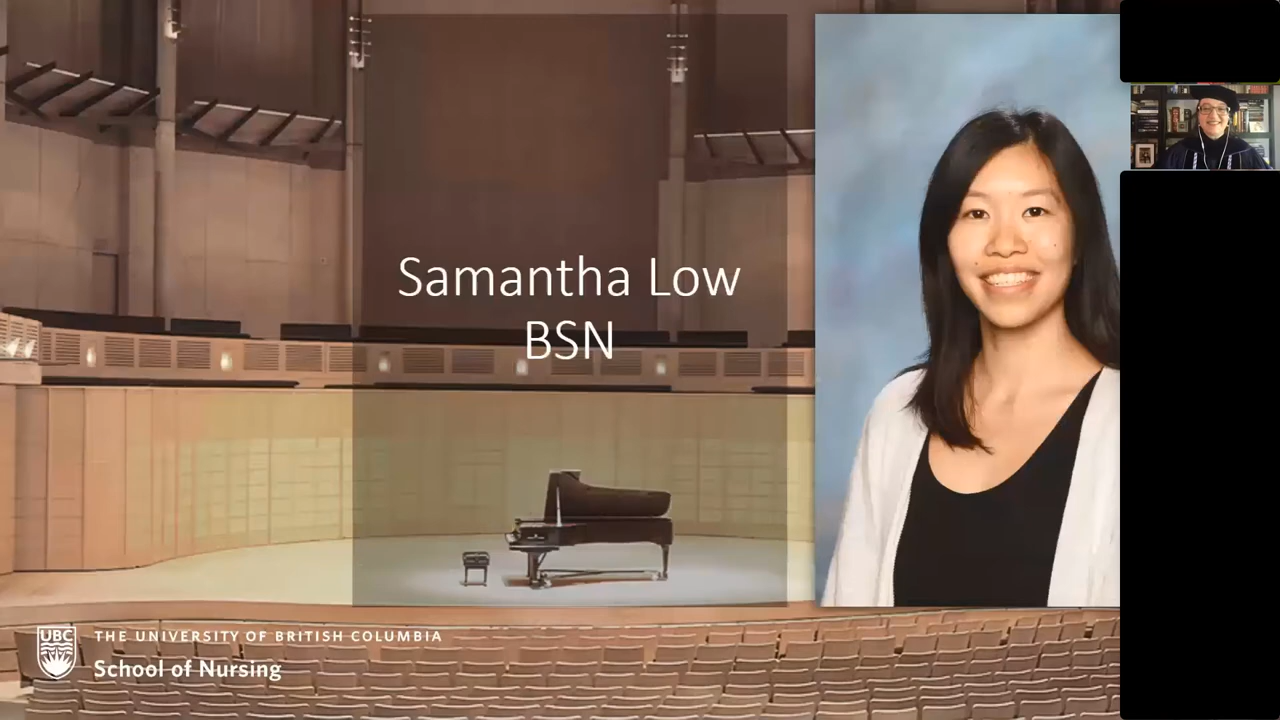 Samantha Low
BSN
UBC
THE UNIVERSITY OF BRITISH COLUMBIA
School of Nursing